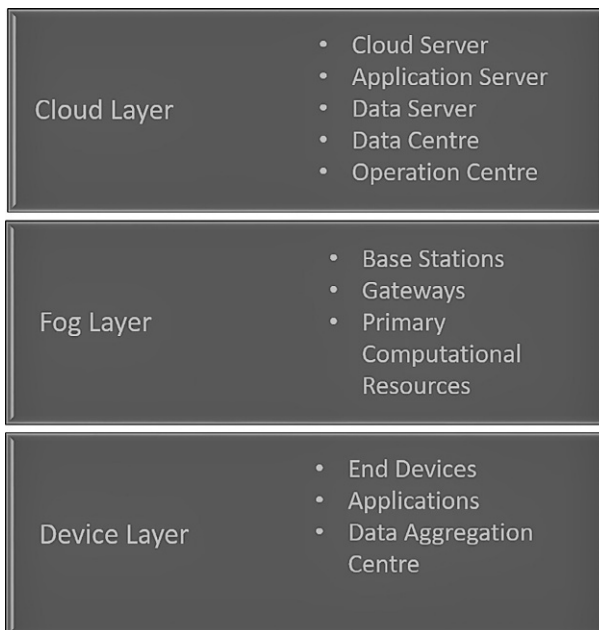 Cloud Layer
• Cloud Server
• Application Server
• Data Server
• Data Centre
• Operation Centre
Fog Layer
• Base Stations
• Gateways
• Primary
Computational
Resources
Device Layer
• End Devices
• Applications
• Data Aggregation
Centre